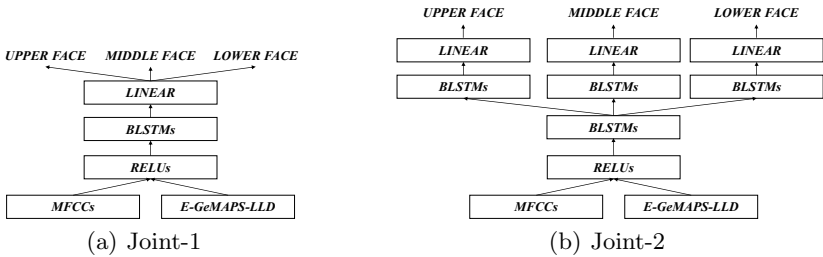 UPPER FACE MIDDLE FACE LOWER FACE
LINEAR
BLSTMs
RELUs
MFCCs E-GeMAPS-LLD
(a) Joint-1
UPPER FACE MIDDLE FACE LOWER FACE
LINEAR LINEAR LINEAR
BLSTMs BLSTMs BLSTMs
BLSTMs
RELUs
MFCCs E-GeMAPS-LLD
(b) Joint-2